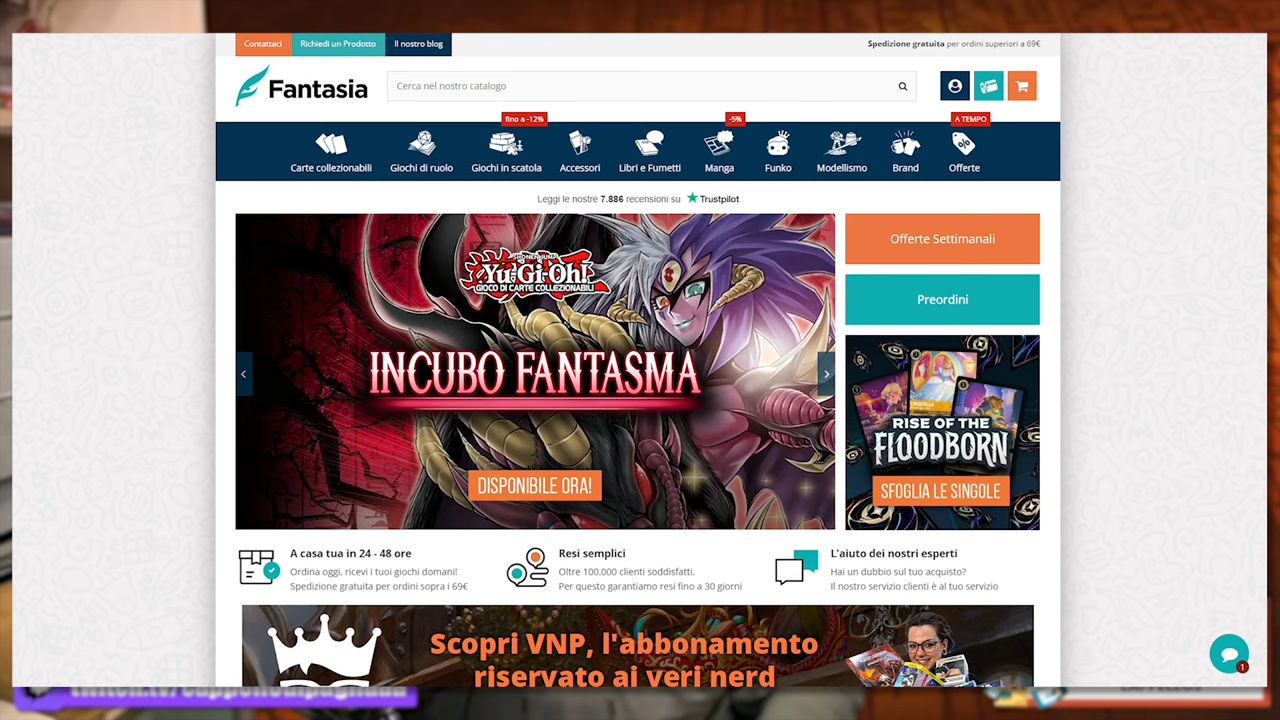 Contattaci
Richiedi un Prodotto
Il nostro blog
Spedizione gratuita per ordini superiori a 69€
Fantasia
Cerca nel nostro catalogo
fino a -12%
-5%
A TEMPO
Carte collezionabili
Giochi di ruolo
Giochi in scatola
Accessori
Libri e Fumetti
Manga
Funko
Modellismo
Brand
Offerte
Leggi le nostre 7.886 recensioni su Trustpilot
Yu-Gi-Oh!
GIOCO DI CARTE COLLEZIONABILI
INCUBO FANTASMA
DISPONIBILE ORA!
Offerte Settimanali
Preordini
RISE OF THE
FLOODBORN
SFOGLIA LE SINGOLE
A casa tua in 24 - 48 ore
Ordina oggi, ricevi i tuoi giochi domani!
Spedizione gratuita per ordini sopra i 69€
Resi semplici
Oltre 100.000 clienti soddisfatti.
Per questo garantiamo resi fino a 30 giorni
L'aiuto dei nostri esperti
Hai un dubbio sul tuo acquisto?
Il nostro servizio clienti è al tuo servizio
Scopri VNP, l'abbonamento
riservato ai veri nerd
1